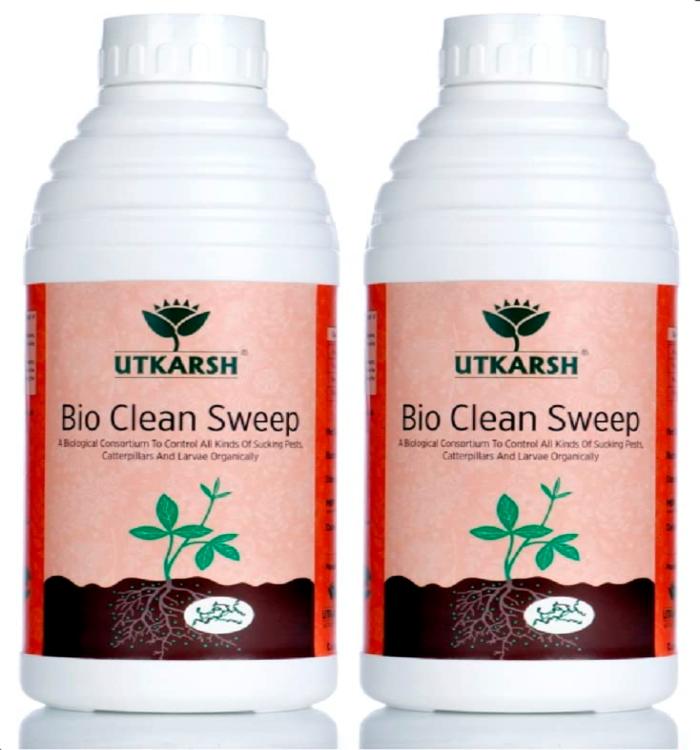 UTKARSH®
Bio Clean Sweep
A Biological Consortium To Control All Kinds Of Sucking Pests,
Catterpillars And Larvae Organically
UTKARSH®
Bio Clean Sweep
A Biological Consortium To Control All Kinds Of Sucking Pests,
Catterpillars And Larvae Organically